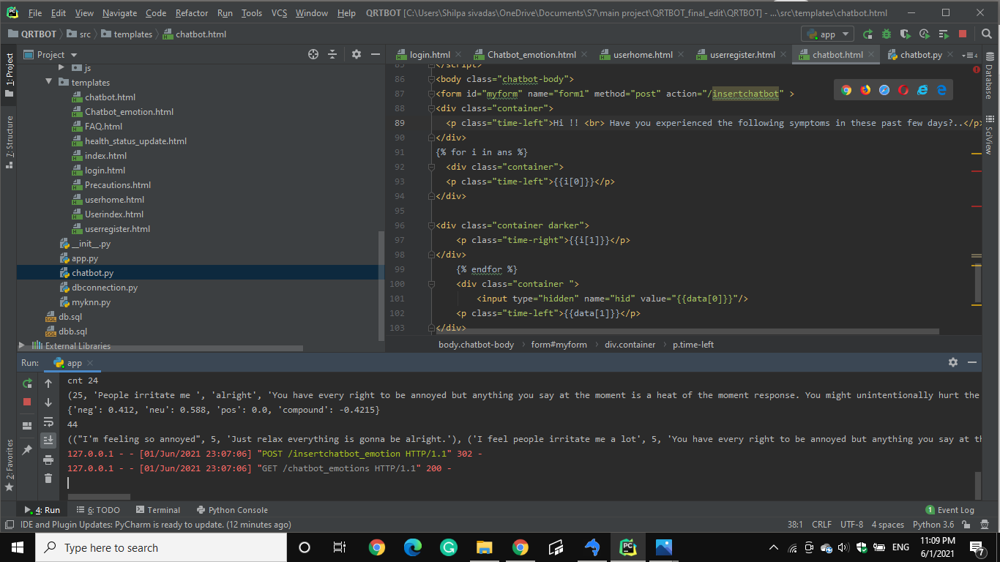 File Edit View Navigate Code Refactor Run Tools VCS Window Help QRTBOT [C:\Users\Shilpa sivadas\OneDrive\Documents\S7\main project\QRTBOT_final_edit\QRTBOT] - ...\src\templates\chatbot.html
QRTBOT src templates chatbot.html app
Project login.html Chatbot_emotion.html userhome.html userregister.html chatbot.html chatbot.py 4
1: Project
7: Structure
2: Favorites
Database
SciView
js
templates
chatbot.html
Chatbot_emotion.html
FAQ.html
health_status_update.html
index.html
login.html
Precautions.html
userhome.html
Userindex.html
userregister.html
__init__.py
app.py
chatbot.py
dbconnection.py
myknn.py
db.sql
dbb.sql
External Libraries
85 </script>
86 <body class="chatbot-body">
87 <form id="myform" name="form1" method="post" action="/insertchatbot" >
88 <div class="container">
89 <p class="time-left">Hi !! <br> Have you experienced the following symptoms in these past few days?..</p>
90 </div>
91 {% for i in ans %}
92 <div class="container">
93 <p class="time-left">{{i[0]}}</p>
94 </div>
95
96 <div class="container darker">
97 <p class="time-right">{{i[1]}}</p>
98 </div>
99 {% endfor %}
100 <div class="container ">
101 <input type="hidden" name="hid" value="{{data[0]}}"/>
102 <p class="time-left">{{data[1]}}</p>
103 </div>
body.chatbot-body form#myform div.container p.time-left
Run: app
cnt 24
(25, 'People irritate me ', 'alright', 'You have every right to be annoyed but anything you say at the moment is a heat of the moment response. You might unintentionally hurt the
{'neg': 0.412, 'neu': 0.588, 'pos': 0.0, 'compound': -0.4215}
44
(("I'm feeling so annoyed", 5, 'Just relax everything is gonna be alright.'), ('I feel people irritate me a lot', 5, 'You have every right to be annoyed but anything you say at th
127.0.0.1 - - [01/Jun/2021 23:07:06] "POST /insertchatbot_emotion HTTP/1.1" 302 -
127.0.0.1 - - [01/Jun/2021 23:07:06] "GET /chatbot_emotions HTTP/1.1" 200 -
4: Run 6: TODO Terminal Python Console 1 Event Log
IDE and Plugin Updates: PyCharm is ready to update. (12 minutes ago) 38:1 CRLF UTF-8 4 spaces Python 3.6
Type here to search ENG 11:09 PM
6/1/2021 7